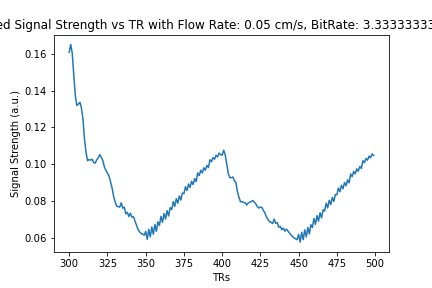 ed Signal Strength vs TR with Flow Rate: 0.05 cm/s, BitRate: 3.33333333
0.16
0.14
0.12
0.10
0.08
0.06
Signal Strength (a.u.)
300 325 350 375 400 425 450 475 500
TRs